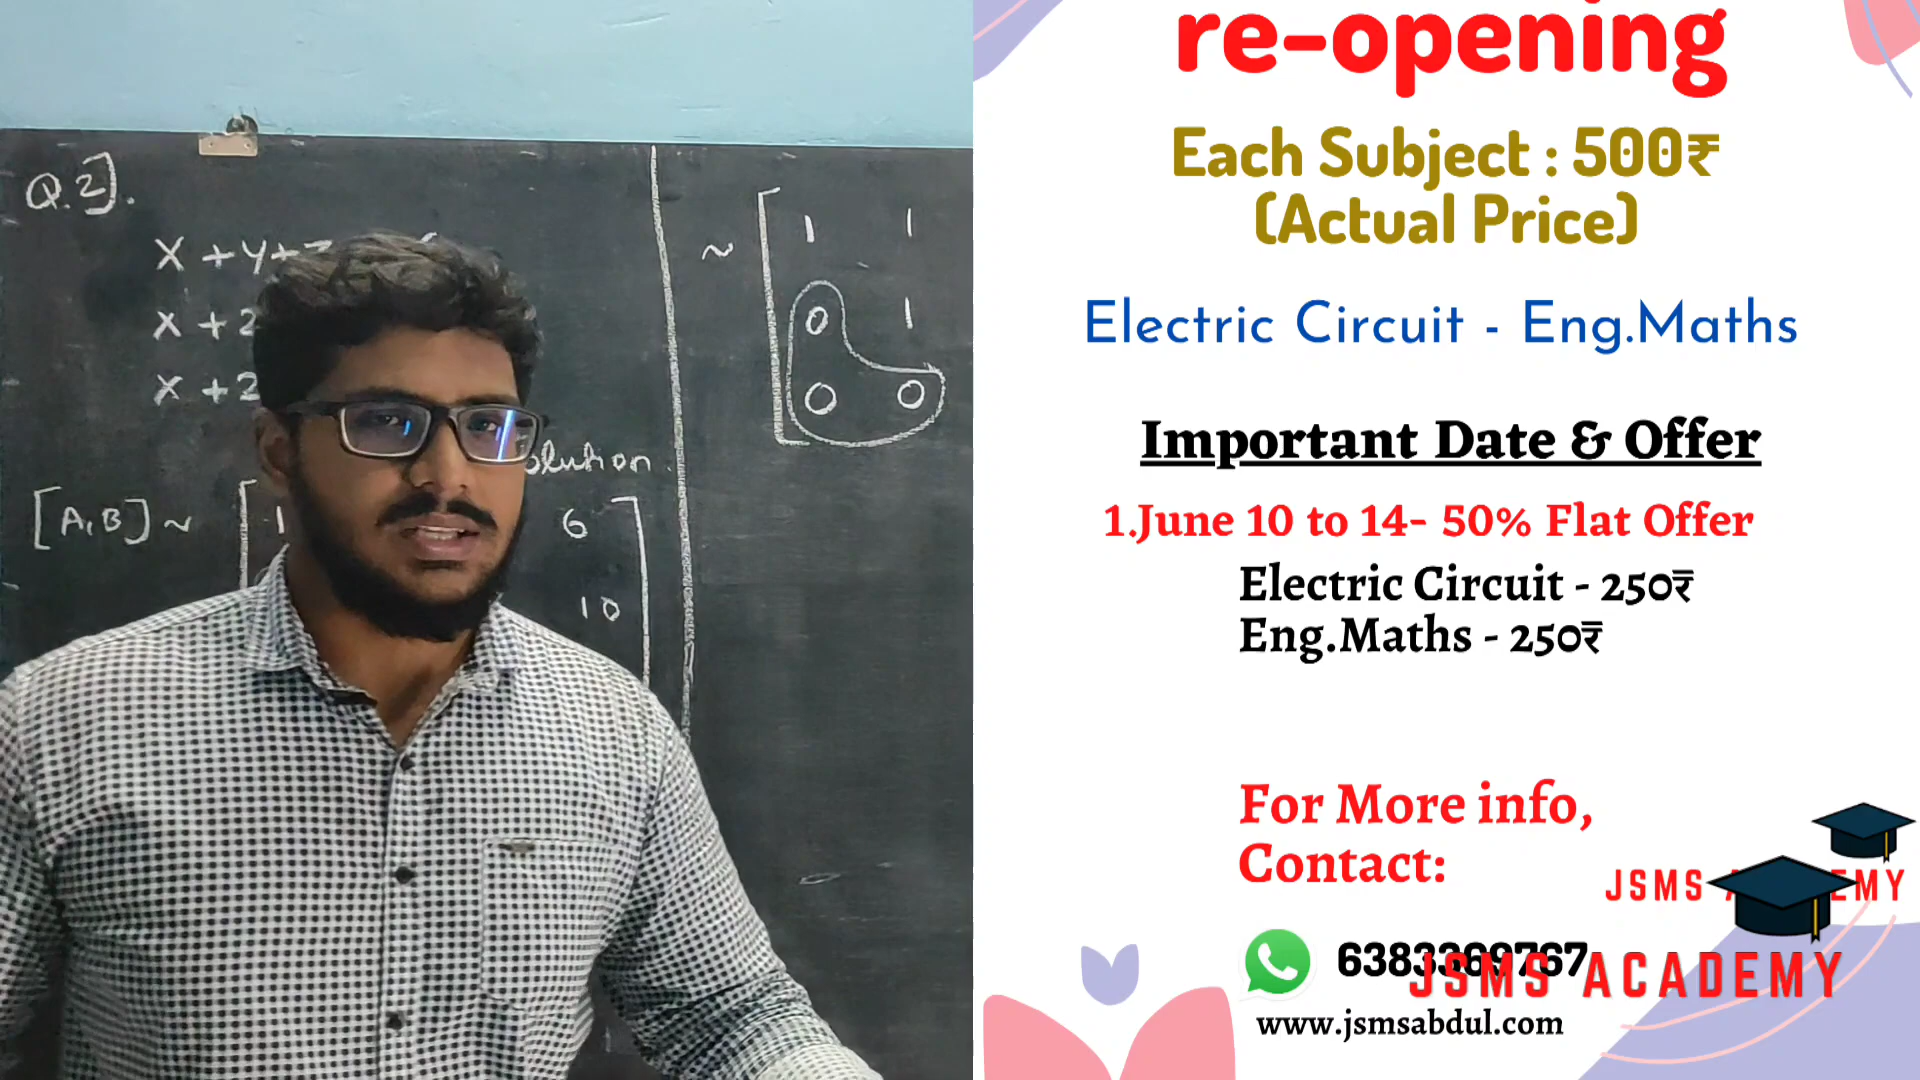 Q.2].
X + Y +
X + 2
X + 2
olution.
[A,B] ~ [ 1 6
10
~ [ 1 1
0 1
0 0
re-opening
Each Subject : 500₹
(Actual Price)
Electric Circuit - Eng.Maths
Important Date & Offer
1.June 10 to 14- 50% Flat Offer
Electric Circuit - 250₹
Eng.Maths - 250₹
For More info,
Contact:
JSMS
JSMS ACADEMY
www.jsmsabdul.com